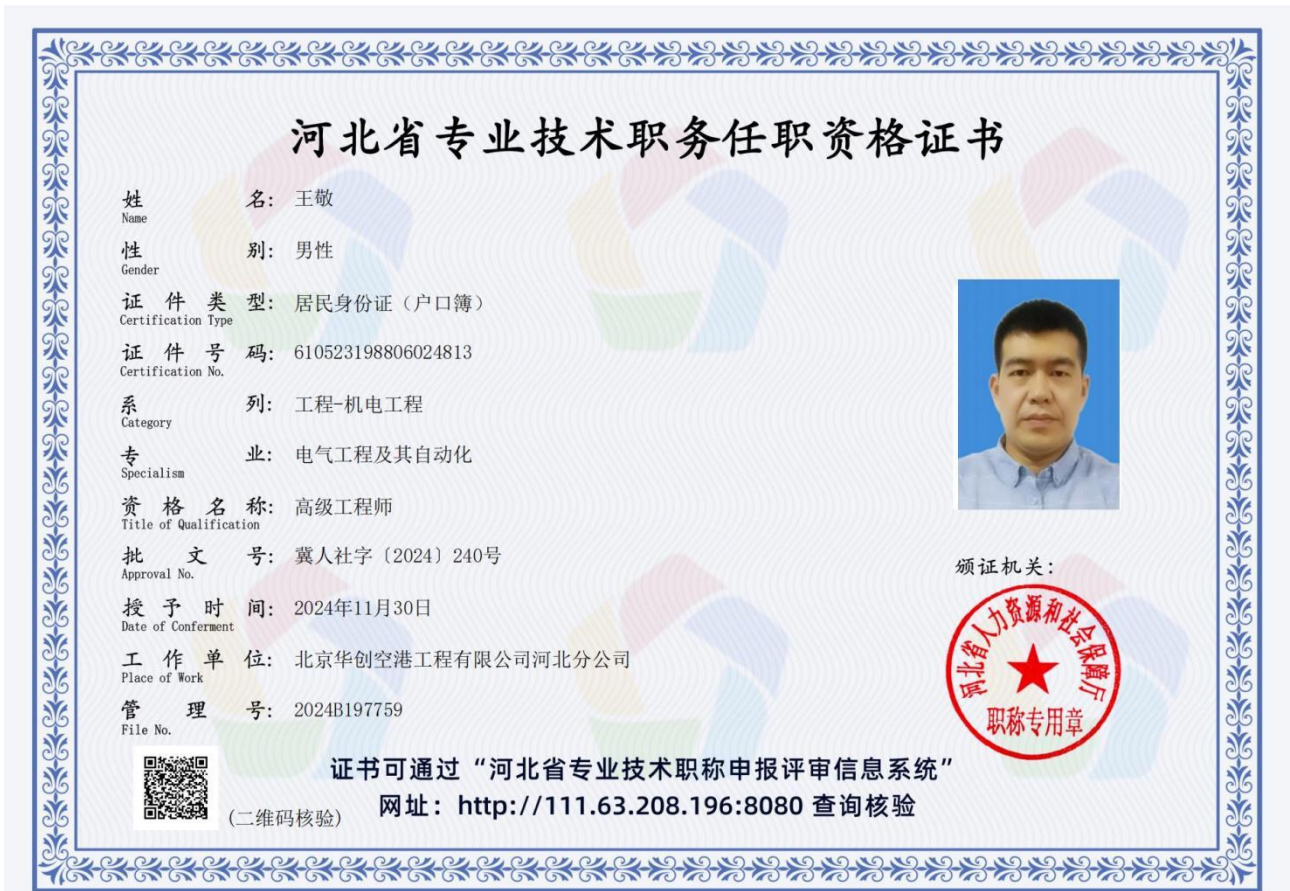 河北省专业技术职务任职资格证书
姓名: 王敬
Name
性别: 男性
Gender
证件类型: 居民身份证（户口簿）
Certification Type
证件号码: 610523198806024813
Certification No.
系列: 工程-机电工程
Category
专业: 电气工程及其自动化
Specialism
资格名称: 高级工程师
Title of Qualification
批文号: 冀人社字〔2024〕240号
Approval No.
授予时间: 2024年11月30日
Date of Conferment
工作单位: 北京华创空港工程有限公司河北分公司
Place of Work
管理号: 2024B197759
File No.
颁证机关:
河北省人力资源和社会保障厅
职称专用章
(二维码核验)
证书可通过“河北省专业技术职称申报评审信息系统”
网址：http://111.63.208.196:8080 查询核验